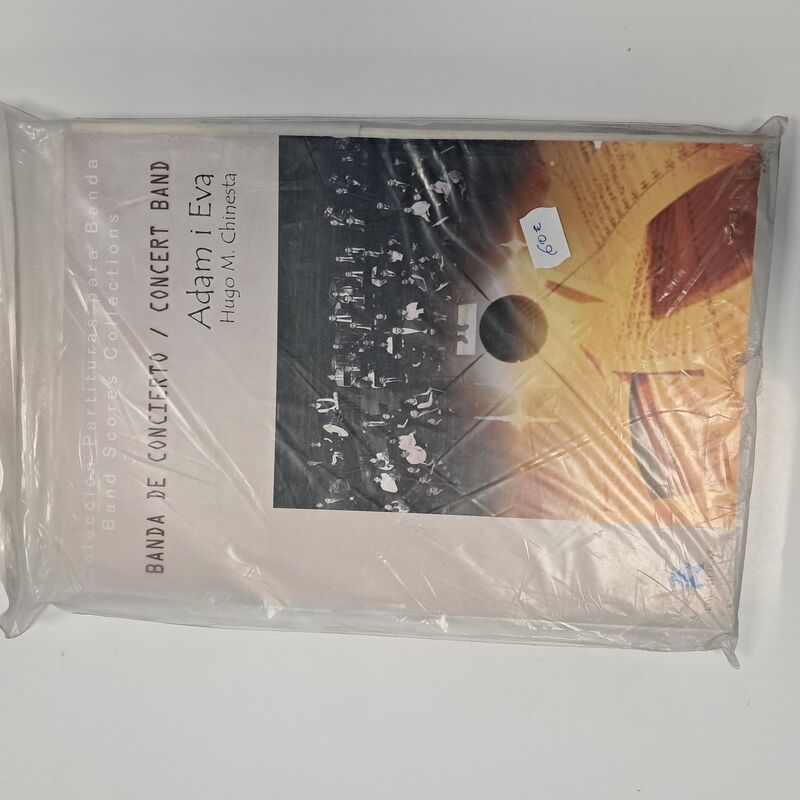 Colección Partituras para Banda
Band Scores Collections
BANDA DE CONCIERTO / CONCERT BAND
Adam i Eva
Hugo M. Chinesta
60€